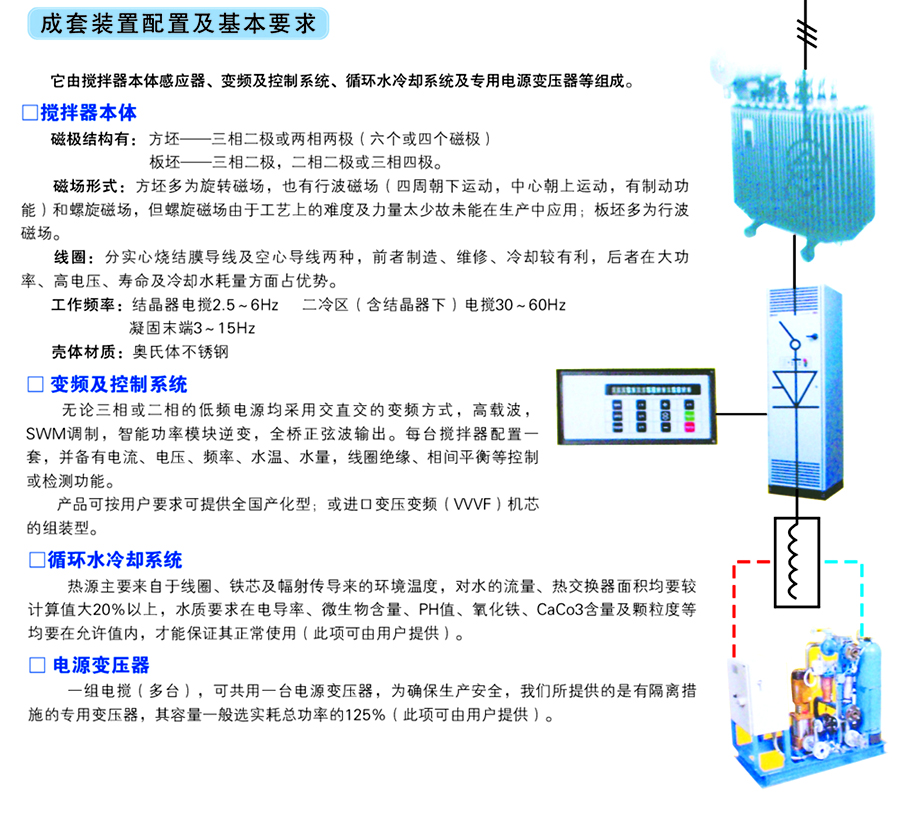 成套装置配置及基本要求
它由搅拌器本体感应器、变频及控制系统、循环水冷却系统及专用电源变压器等组成。
□搅拌器本体
磁极结构有：方坯——三相二极或两相两极（六个或四个磁极）
板坯——三相二极，二相二极或三相四极。
磁场形式：方坯多为旋转磁场，也有行波磁场（四周朝下运动，中心朝上运动，有制动功
能）和螺旋磁场，但螺旋磁场由于工艺上的难度及力量太少故未能在生产中应用；板坯多为行波
磁场。
线圈：分实心烧结膜导线及空心导线两种，前者制造、维修、冷却较有利，后者在大功
率、高电压、寿命及冷却水耗量方面占优势。
工作频率：结晶器电搅2.5~6Hz 二冷区（含结晶器下）电搅30~60Hz
凝固末端3~15Hz
壳体材质：奥氏体不锈钢
□ 变频及控制系统
无论三相或二相的低频电源均采用交直交的变频方式，高载波，
SWM调制，智能功率模块逆变，全桥正弦波输出。每台搅拌器配置一
套，并备有电流、电压、频率、水温、水量，线圈绝缘、相间平衡等控制
或检测功能。
产品可按用户要求可提供全国产化型；或进口变压变频（VVVF）机芯
的组装型。
□循环水冷却系统
热源主要来自于线圈、铁芯及幅射传导来的环境温度，对水的流量、热交换器面积均要较
计算值大20%以上，水质要求在电导率、微生物含量、PH值、氧化铁、CaCo3含量及颗粒度等
均要在允许值内，才能保证其正常使用（此项可由用户提供）。
□ 电源变压器
一组电搅（多台），可共用一台电源变压器，为确保生产安全，我们所提供的是有隔离措
施的专用变压器，其容量一般选实耗总功率的125%（此项可由用户提供）。